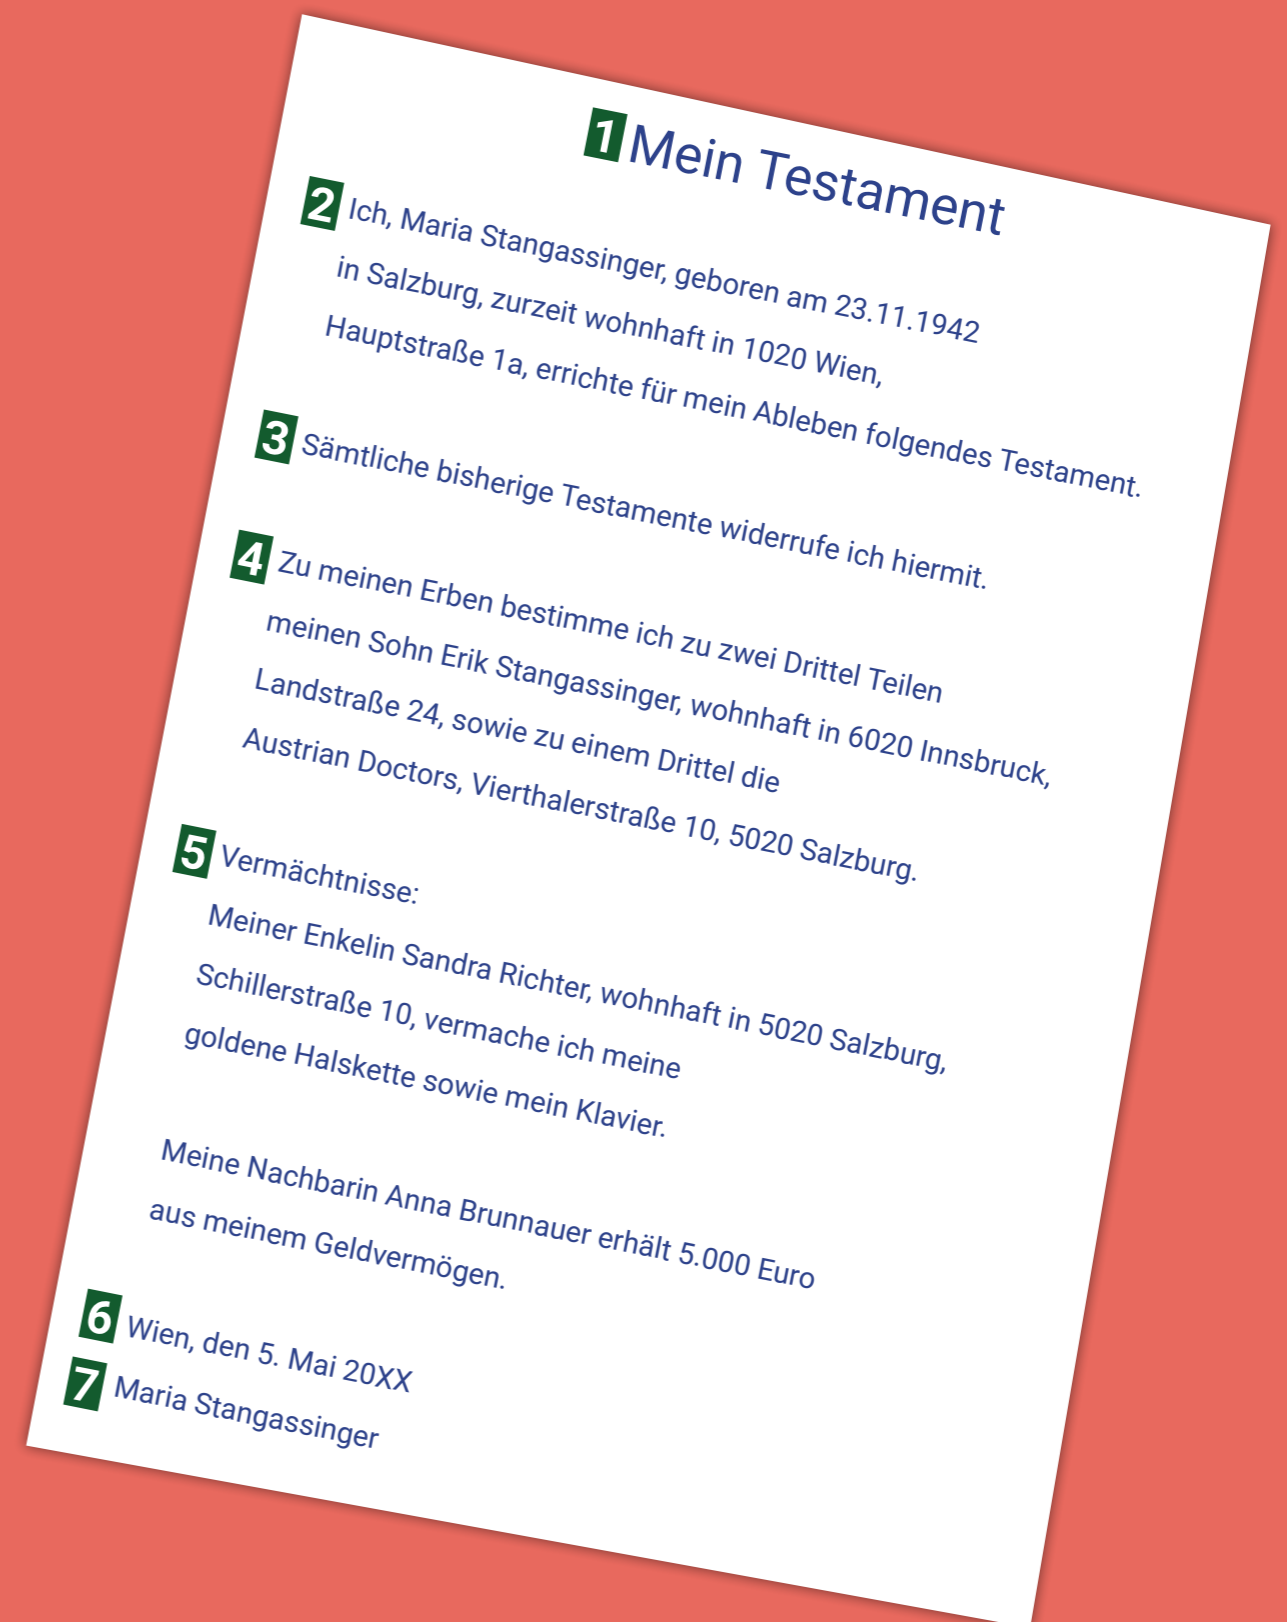 1 Mein Testament
2 Ich, Maria Stangassinger, geboren am 23.11.1942
in Salzburg, zurzeit wohnhaft in 1020 Wien,
Hauptstraße 1a, errichte für mein Ableben folgendes Testament.
3 Sämtliche bisherige Testamente widerrufe ich hiermit.
4 Zu meinen Erben bestimme ich zu zwei Drittel Teilen
meinen Sohn Erik Stangassinger, wohnhaft in 6020 Innsbruck,
Landstraße 24, sowie zu einem Drittel die
Austrian Doctors, Vierthalerstraße 10, 5020 Salzburg.
5 Vermächtnisse:
Meiner Enkelin Sandra Richter, wohnhaft in 5020 Salzburg,
Schillerstraße 10, vermache ich meine
goldene Halskette sowie mein Klavier.
Meine Nachbarin Anna Brunnauer erhält 5.000 Euro
aus meinem Geldvermögen.
6 Wien, den 5. Mai 20XX
7 Maria Stangassinger